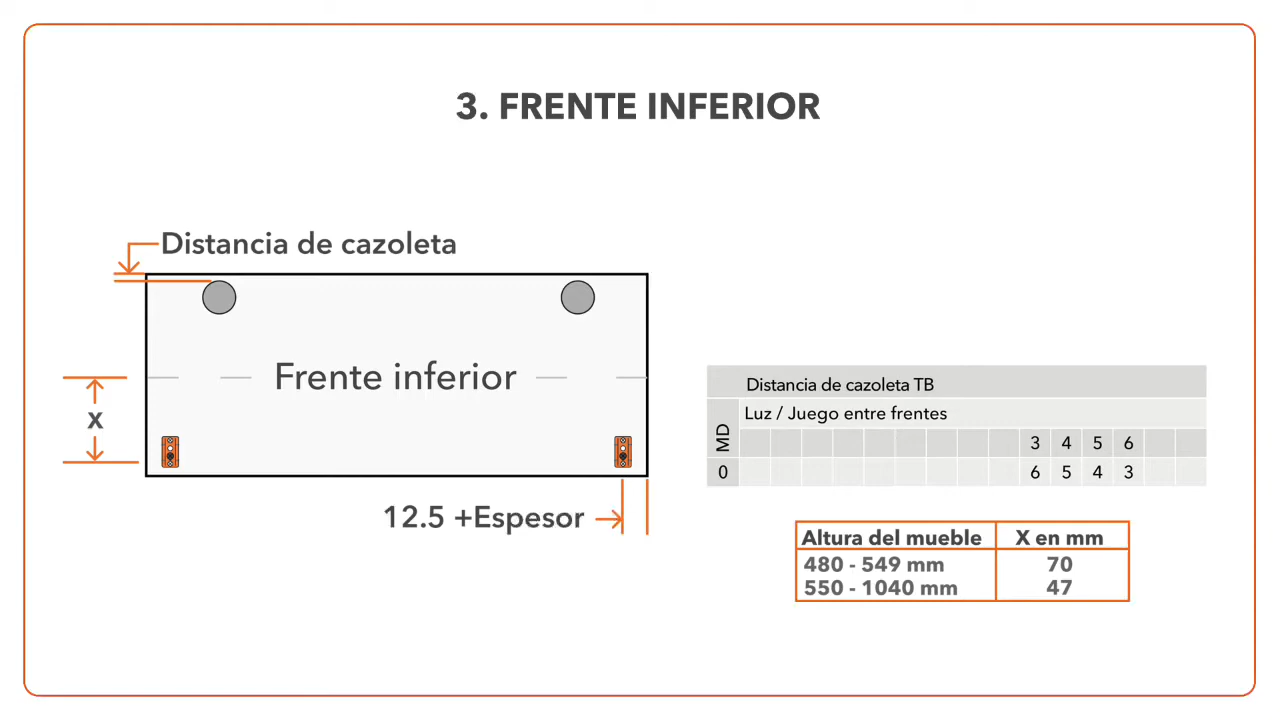 3. FRENTE INFERIOR
Distancia de cazoleta
Frente inferior
X
12.5 +Espesor
Distancia de cazoleta TB
MD
Luz / Juego entre frentes
3 4 5 6
0 6 5 4 3
Altura del mueble X en mm
480 - 549 mm 70
550 - 1040 mm 47